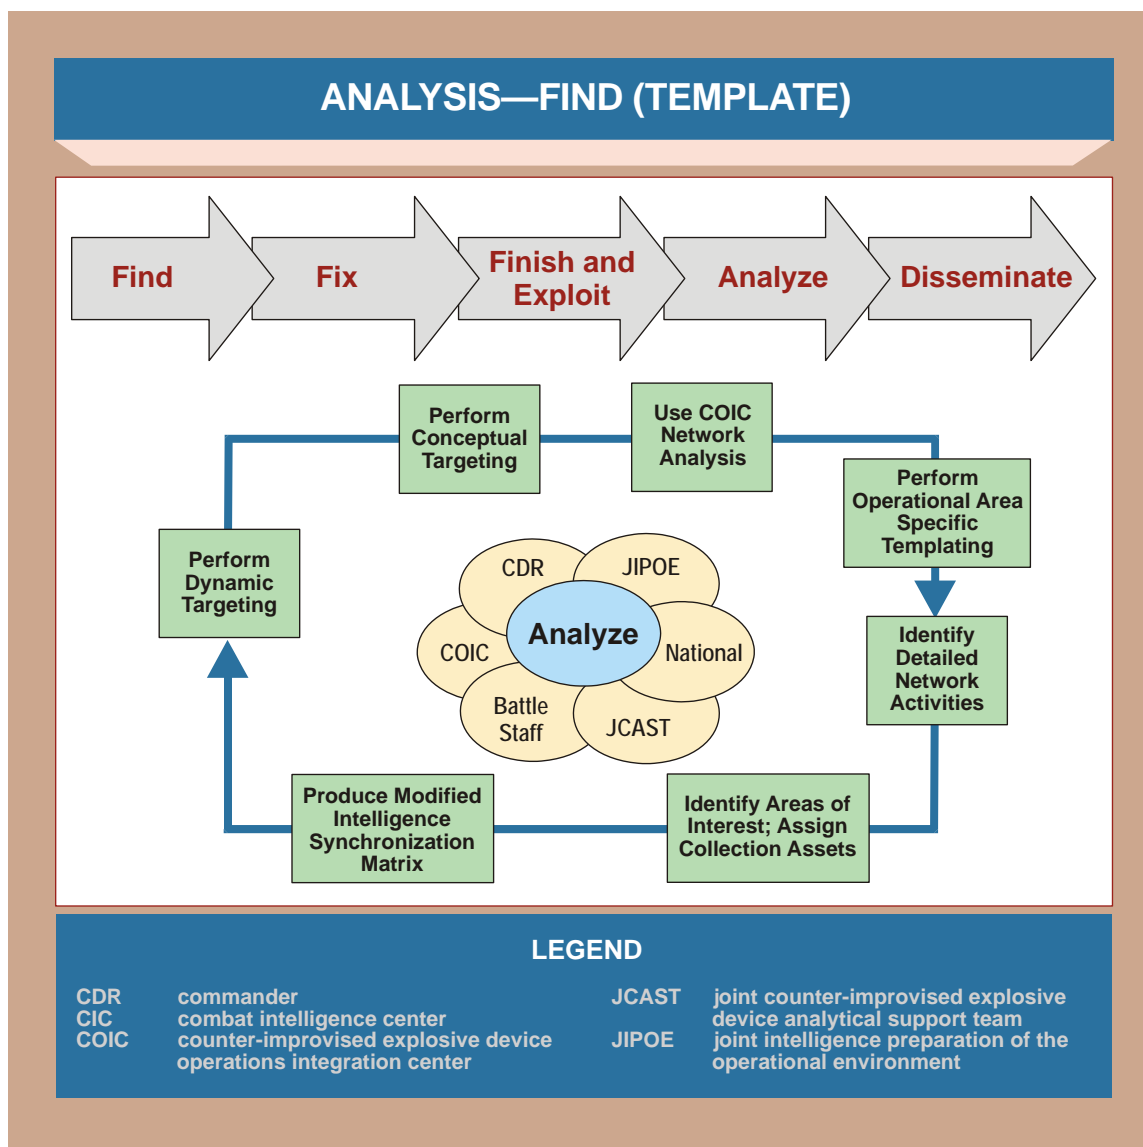 ANALYSIS—FIND (TEMPLATE)
Find
Fix
Finish and
Exploit
Analyze
Disseminate
Perform
Conceptual
Targeting
Use COIC
Network
Analysis
Perform
Operational Area
Specific
Templating
Perform
Dynamic
Targeting
CDR
JIPOE
Analyze
COIC
National
Battle
Staff
JCAST
Identify
Detailed
Network
Activities
Produce Modified
Intelligence
Synchronization
Matrix
Identify Areas of
Interest; Assign
Collection Assets
LEGEND
CDR commander
CIC combat intelligence center
COIC counter-improvised explosive device
operations integration center
JCAST joint counter-improvised explosive
device analytical support team
JIPOE joint intelligence preparation of the
operational environment